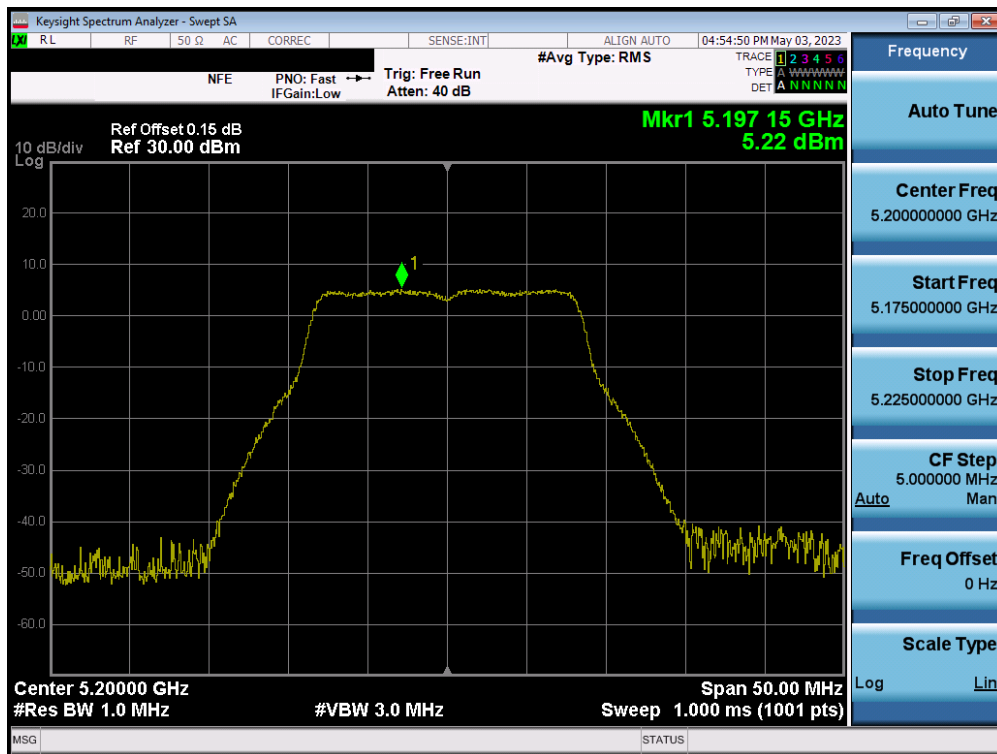 Keysight Spectrum Analyzer - Swept SA
LXI RL RF 50 Ω AC CORREC SENSE:INT ALIGN AUTO 04:54:50 PM May 03, 2023
Frequency
NFE PNO: Fast Trig: Free Run #Avg Type: RMS TRACE 1 2 3 4 5 6
IFGain:Low Atten: 40 dB TYPE A WWWWW
DET A N N N N N
Auto Tune
Mkr1 5.197 15 GHz
5.22 dBm
Ref Offset 0.15 dB
10 dB/div Ref 30.00 dBm
Log
20.0
10.0
0.00
-10.0
-20.0
-30.0
-40.0
-50.0
-60.0
1
Center Freq
5.200000000 GHz
Start Freq
5.175000000 GHz
Stop Freq
5.225000000 GHz
CF Step
5.000000 MHz
Auto Man
Freq Offset
0 Hz
Scale Type
Log Lin
Center 5.20000 GHz Span 50.00 MHz
#Res BW 1.0 MHz #VBW 3.0 MHz Sweep 1.000 ms (1001 pts)
MSG STATUS